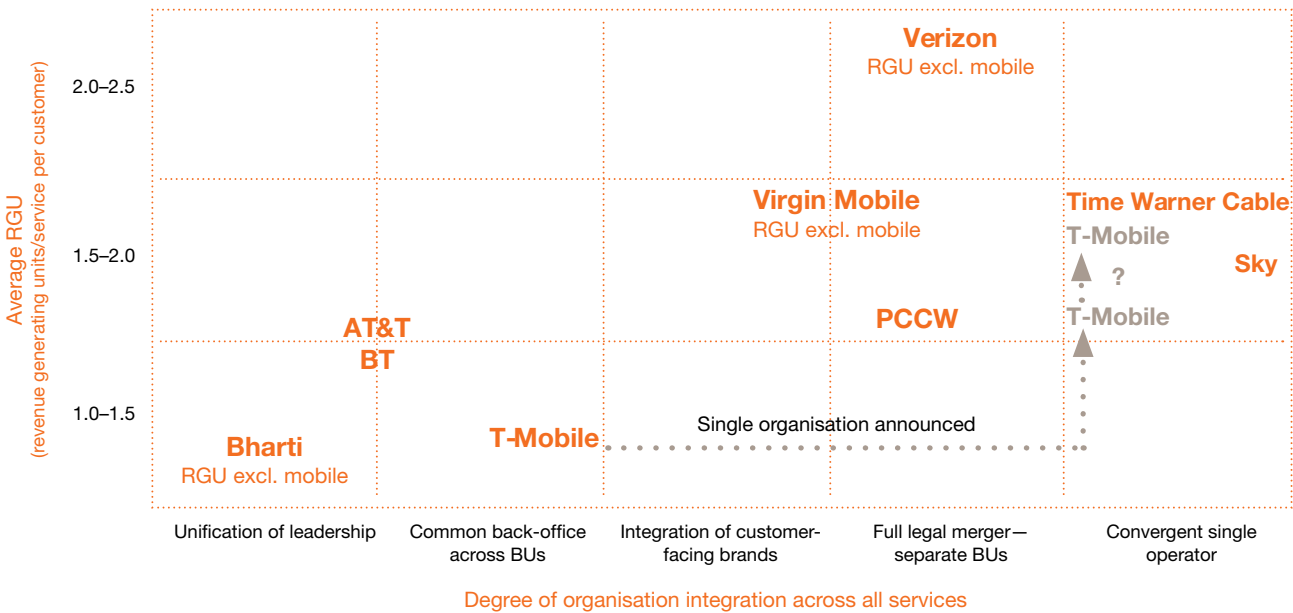 Average RGU
(revenue generating units/service per customer)
2.0–2.5
1.5–2.0
1.0–1.5
Verizon
RGU excl. mobile
Virgin Mobile
RGU excl. mobile
Time Warner Cable
T-Mobile
Sky
?
T-Mobile
PCCW
AT&T
BT
Bharti
RGU excl. mobile
T-Mobile
Single organisation announced
Unification of leadership
Common back-office
across BUs
Integration of customer-
facing brands
Full legal merger—
separate BUs
Convergent single
operator
Degree of organisation integration across all services